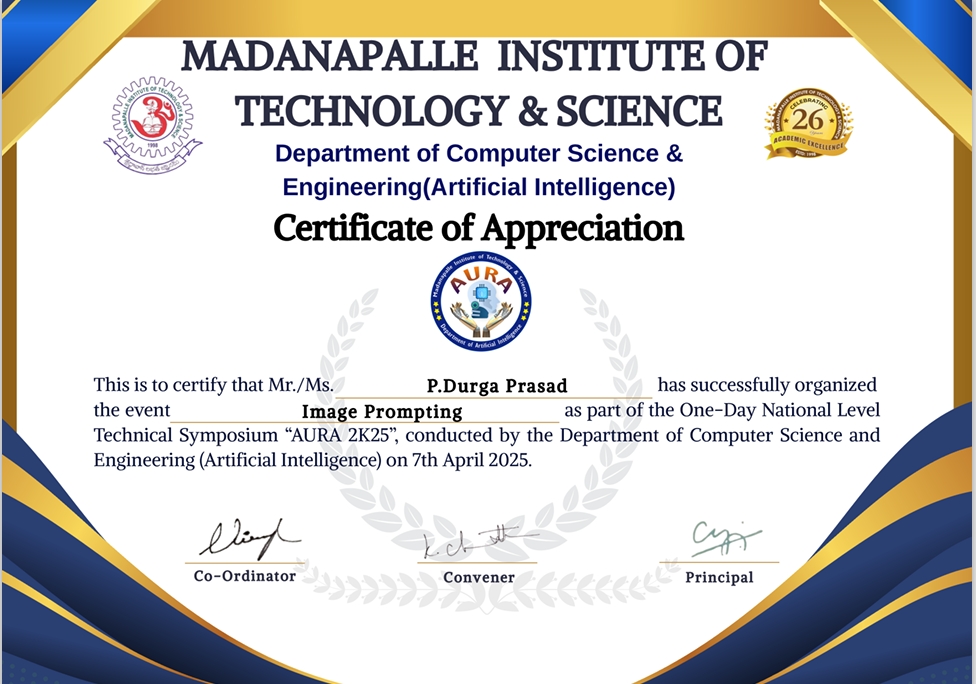 MADANAPALLE INSTITUTE OF
TECHNOLOGY & SCIENCE
MADANAPALLE INSTITUTE OF TECHNOLOGY & SCIENCE
1998
CELEBRATING
26
Years
ACADEMIC EXCELLENCE
SINCE 1998
Department of Computer Science &
Engineering(Artificial Intelligence)
Certificate of Appreciation
Madanapalle Institute of Technology & Science
AURA
Department of Artificial Intelligence
This is to certify that Mr./Ms. P.Durga Prasad has successfully organized
the event Image Prompting as part of the One-Day National Level
Technical Symposium “AURA 2K25”, conducted by the Department of Computer Science and
Engineering (Artificial Intelligence) on 7th April 2025.
Co-Ordinator
Convener
Principal